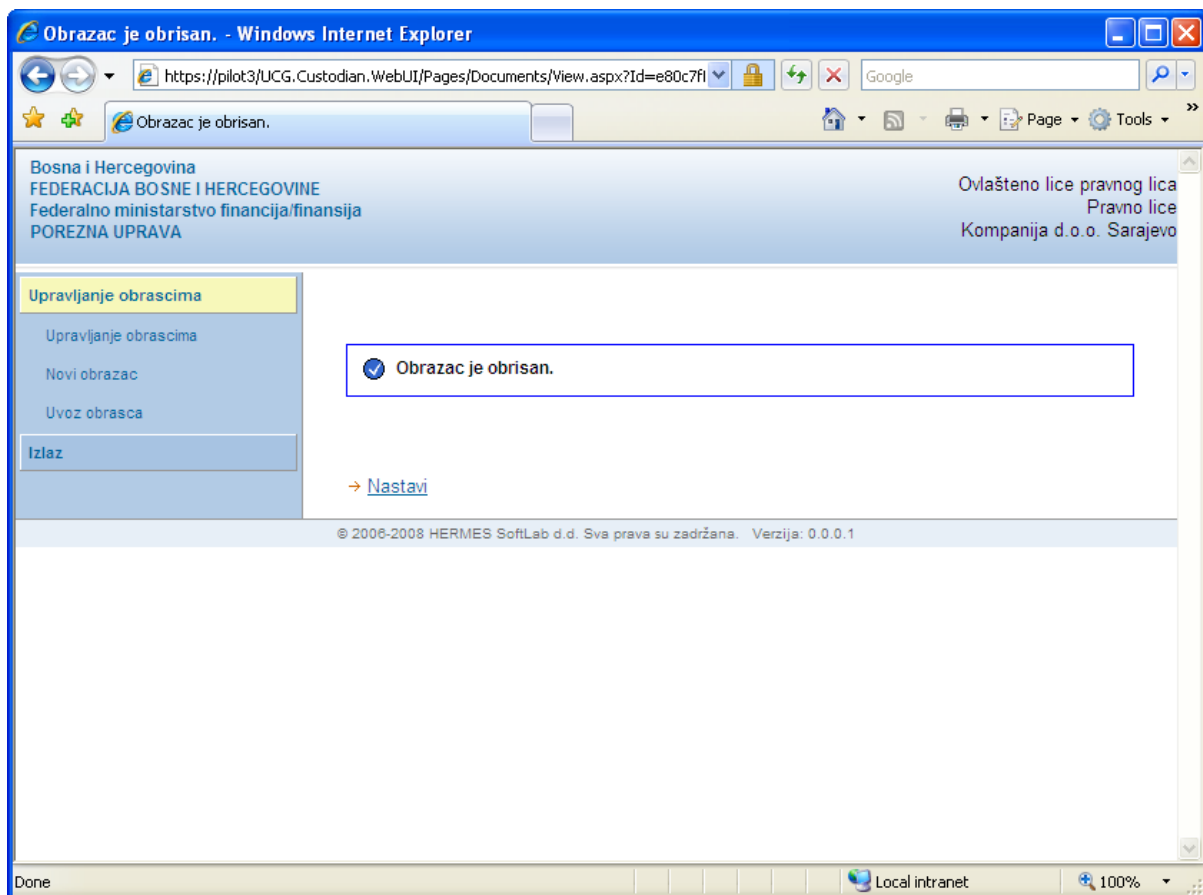 Obrazac je obrisan. - Windows Internet Explorer
https://pilot3/UCG.Custodian.WebUI/Pages/Documents/View.aspx?Id=e80c7f
Google
Obrazac je obrisan.
Page
Tools
»
Bosna i Hercegovina
FEDERACIJA BOSNE I HERCEGOVINE
Federalno ministarstvo financija/finansija
POREZNA UPRAVA
Ovlašteno lice pravnog lica
Pravno lice
Kompanija d.o.o. Sarajevo
Upravljanje obrascima
Upravljanje obrascima
Novi obrazac
Uvoz obrasca
Izlaz
Obrazac je obrisan.
→ Nastavi
© 2006-2008 HERMES SoftLab d.d. Sva prava su zadržana. Verzija: 0.0.0.1
Done
Local intranet
100%